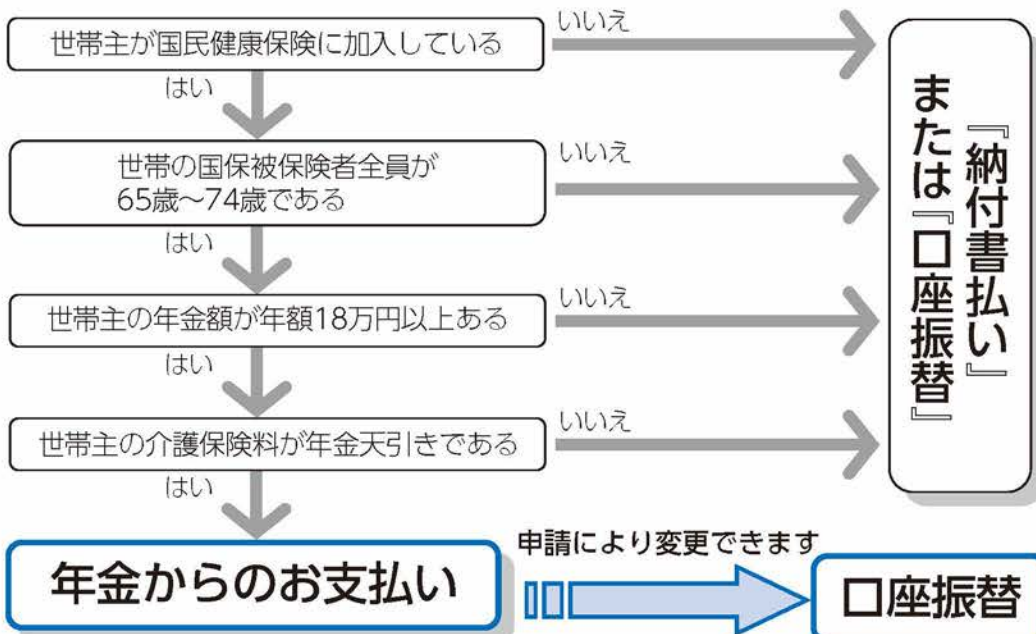 世帯主が国民健康保険に加入している
いいえ
はい
世帯の国保被保険者全員が
65歳～74歳である
いいえ
はい
世帯主の年金額が年額18万円以上ある
いいえ
はい
世帯主の介護保険料が年金天引きである
いいえ
はい
『納付書払い』
または『口座振替』
年金からのお支払い
申請により変更できます
口座振替